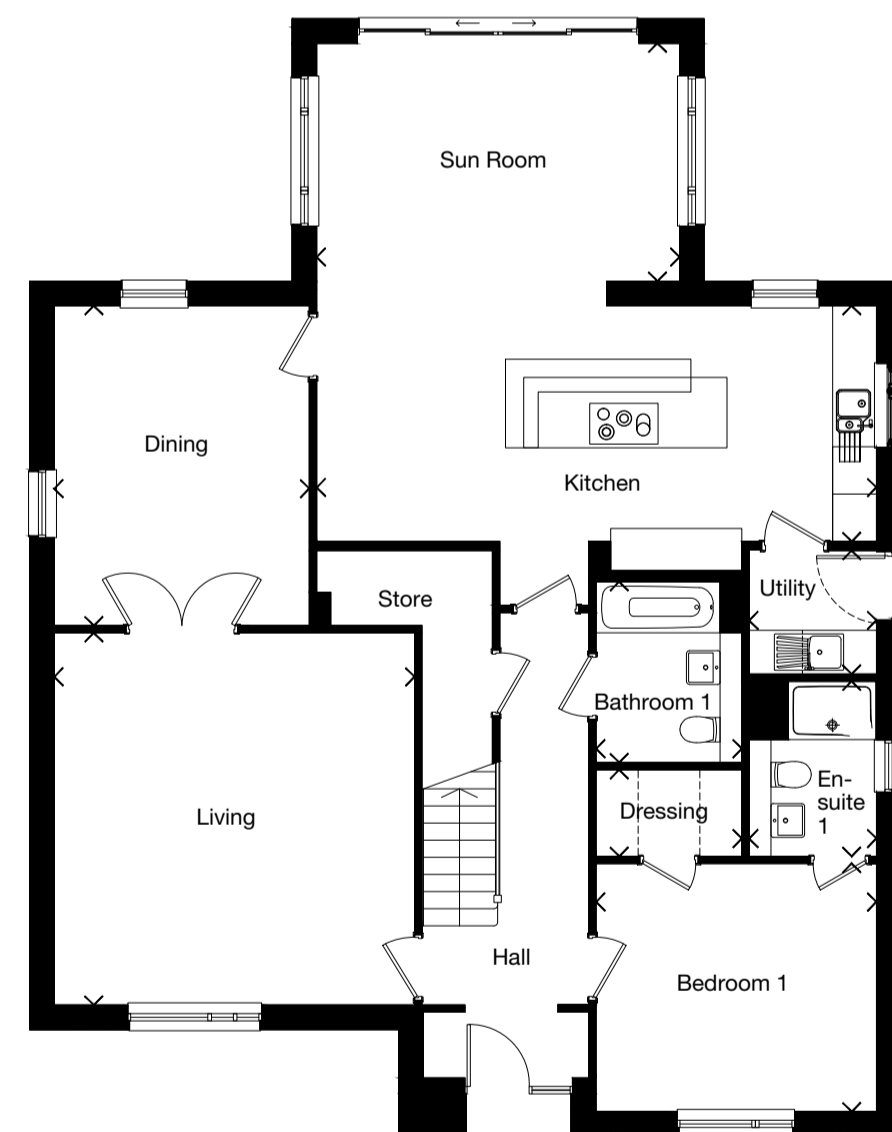 Sun Room
Dining
Kitchen
Store
Utility
Bathroom 1
En-
suite
1
Living
Dressing
Hall
Bedroom 1